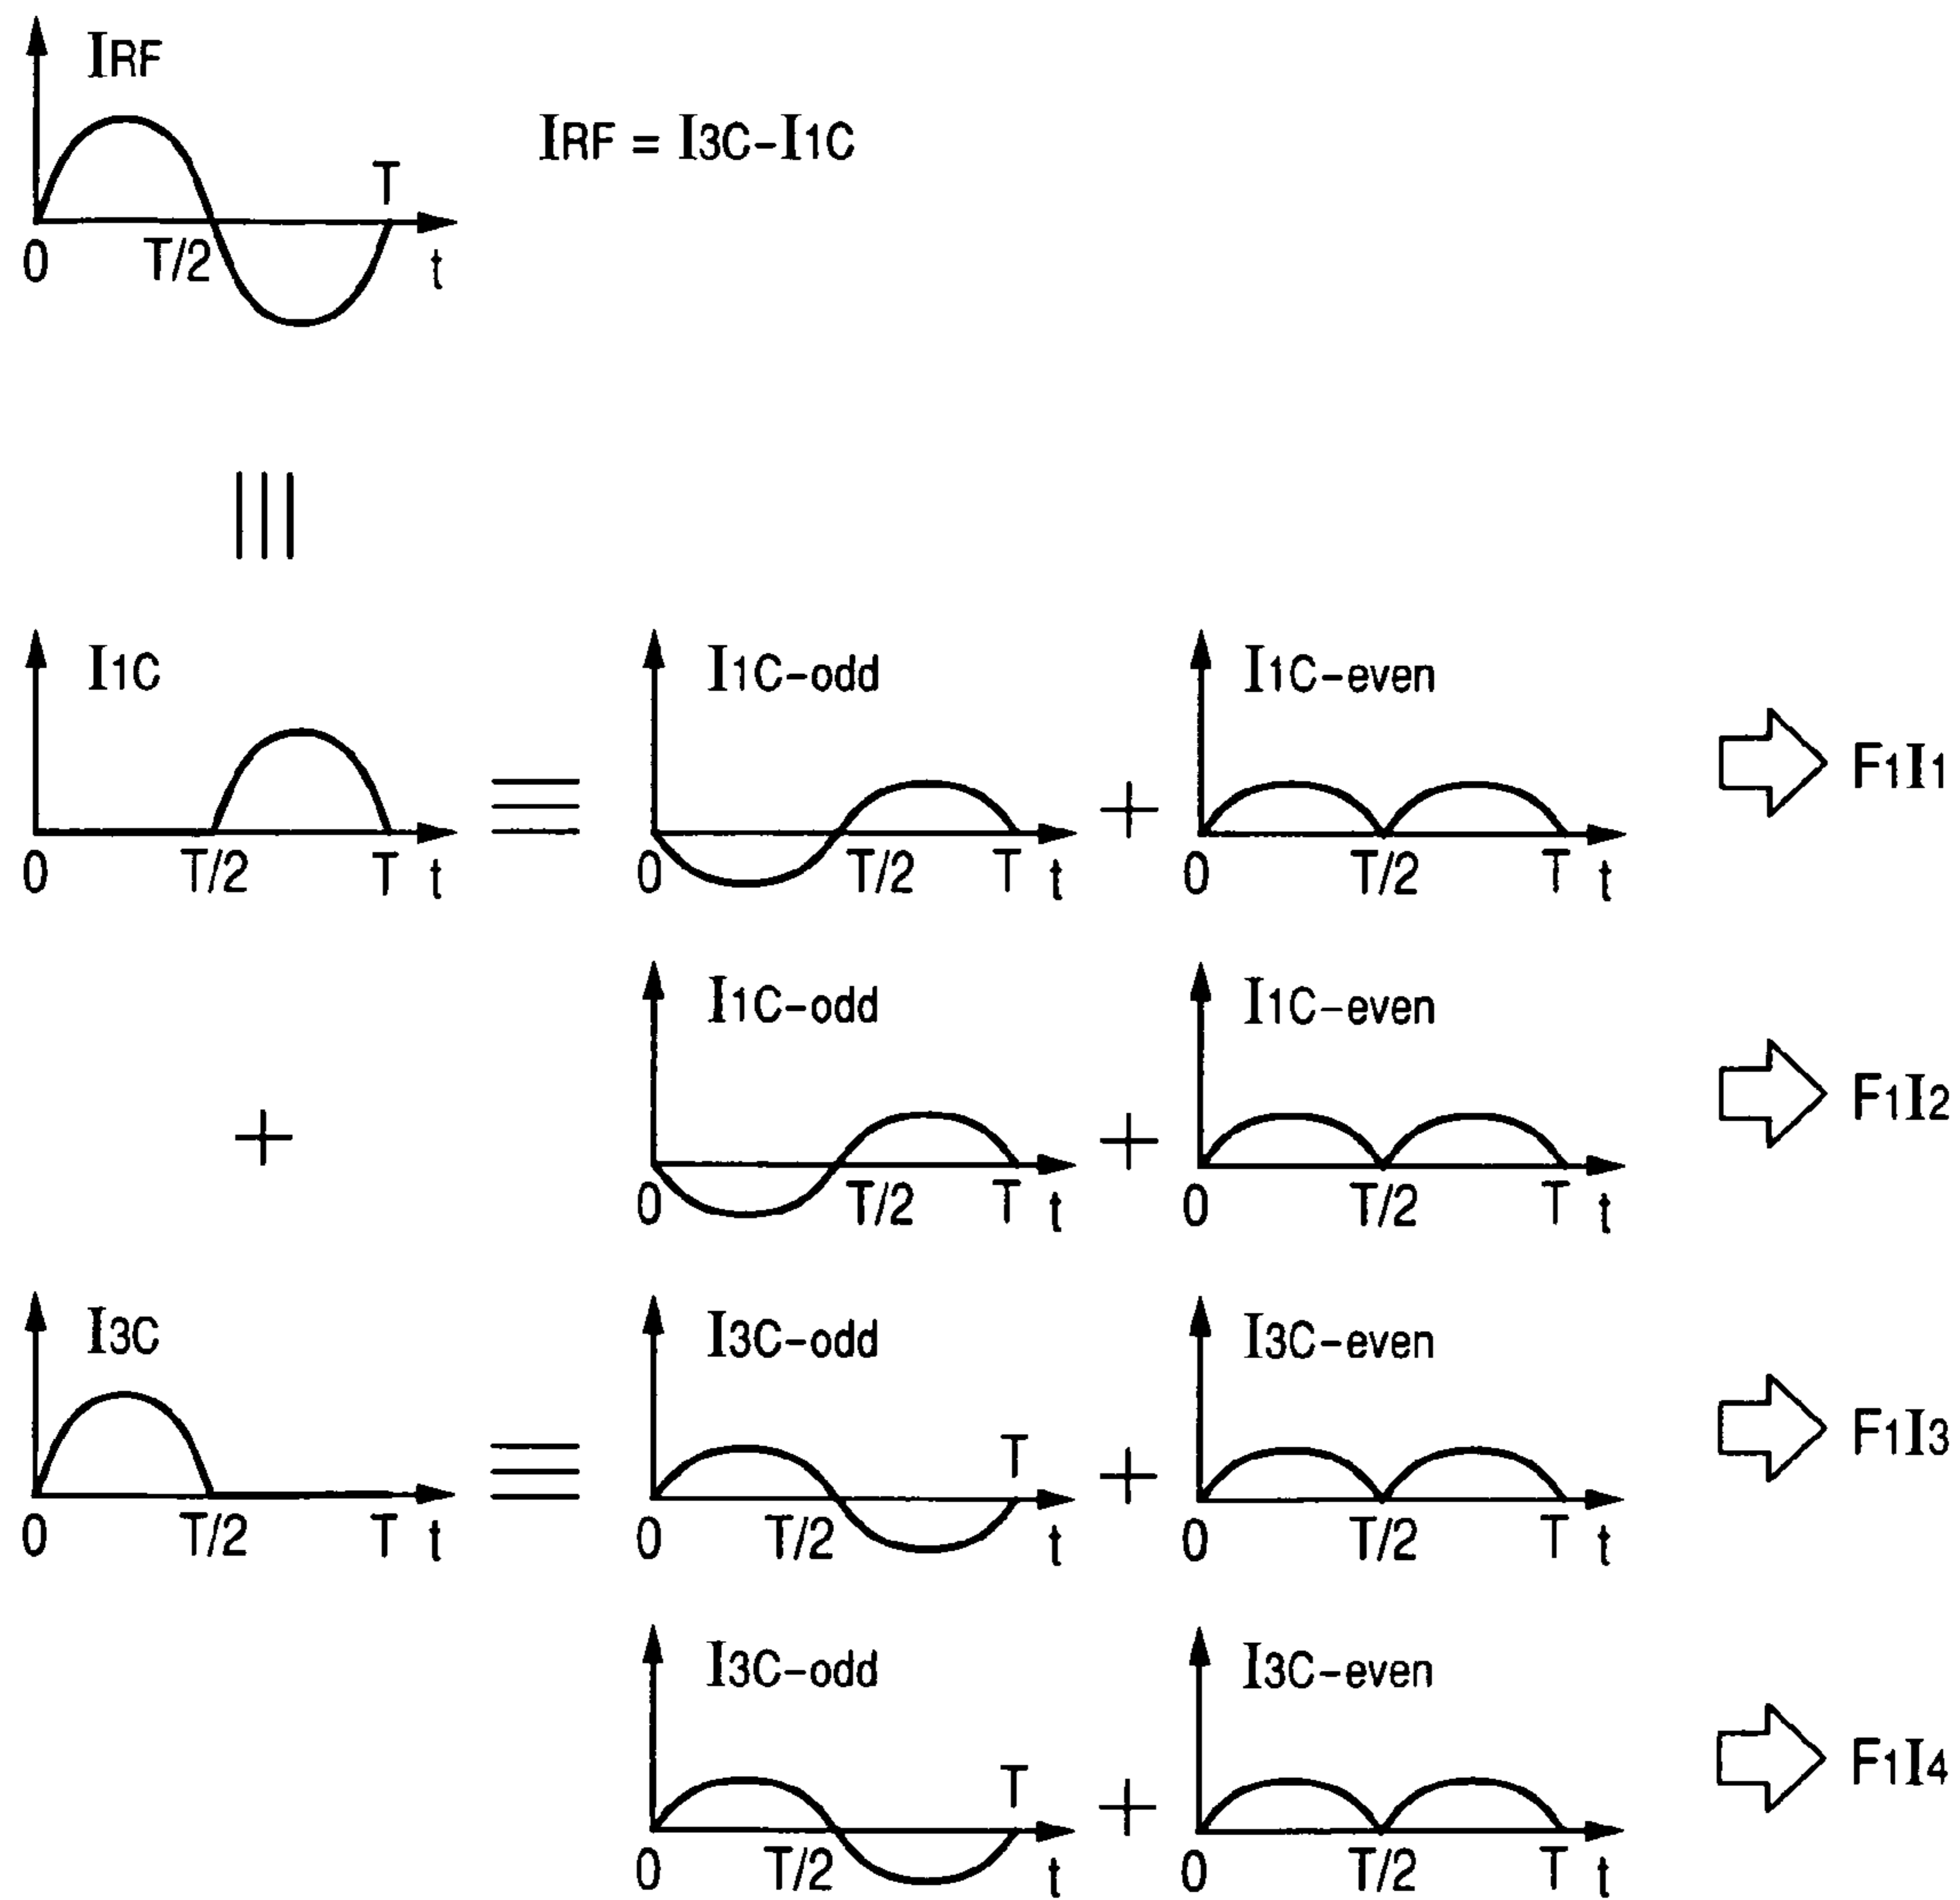 IRF
IRF = I3C-I1C
T
0 T/2 t
I1C I1C-odd I1C-even
F1I1
0 T/2 T t 0 T/2 T t 0 T/2 T t
I1C-odd I1C-even
+ + F1I2
0 T/2 T t 0 T/2 T t
I3C I3C-odd I3C-even
T + F1I3
0 T/2 T t 0 T/2 t 0 T/2 T t
I3C-odd I3C-even
T + F1I4
0 T/2 t 0 T/2 T t